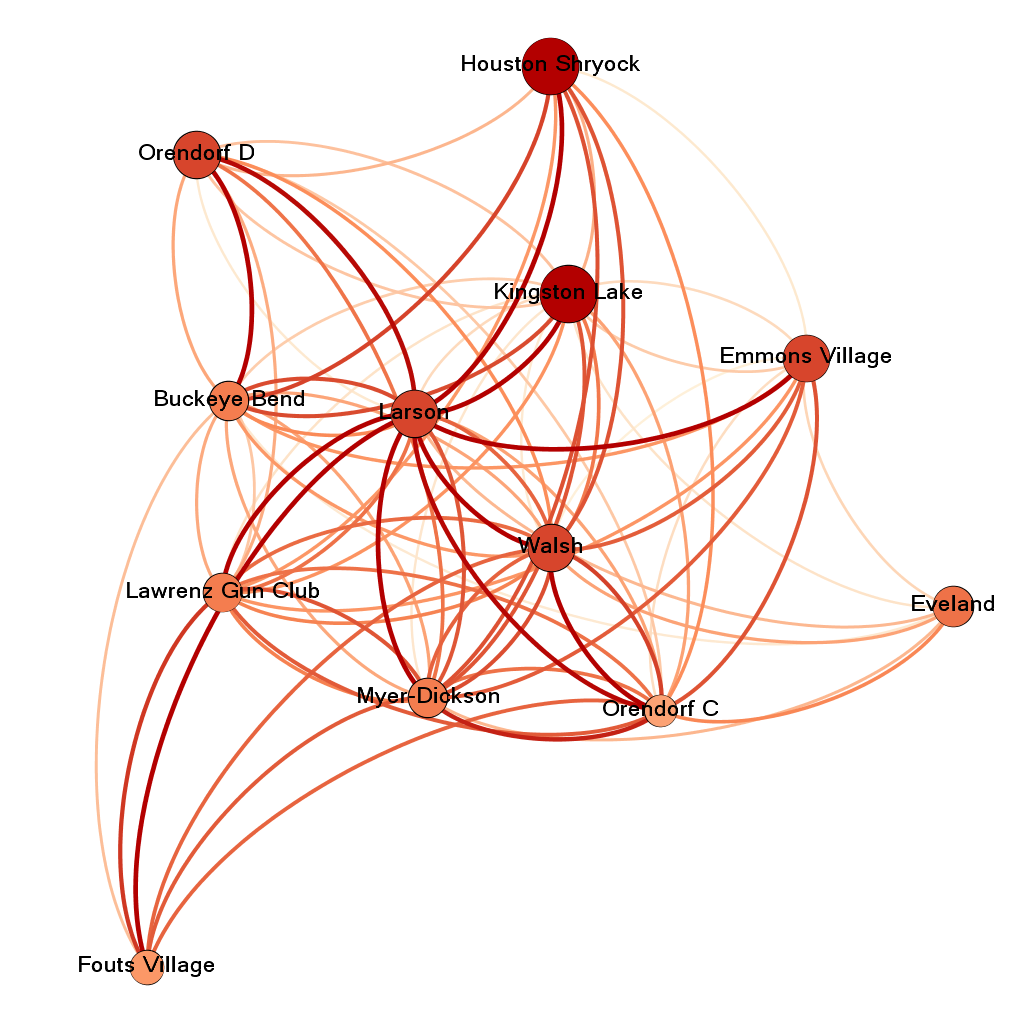 Houston Shryock
Orendorf D
Kingston Lake
Emmons Village
Buckeye Bend
Larson
Walsh
Lawrenz Gun Club
Eveland
Myer-Dickson
Orendorf C
Fouts Village